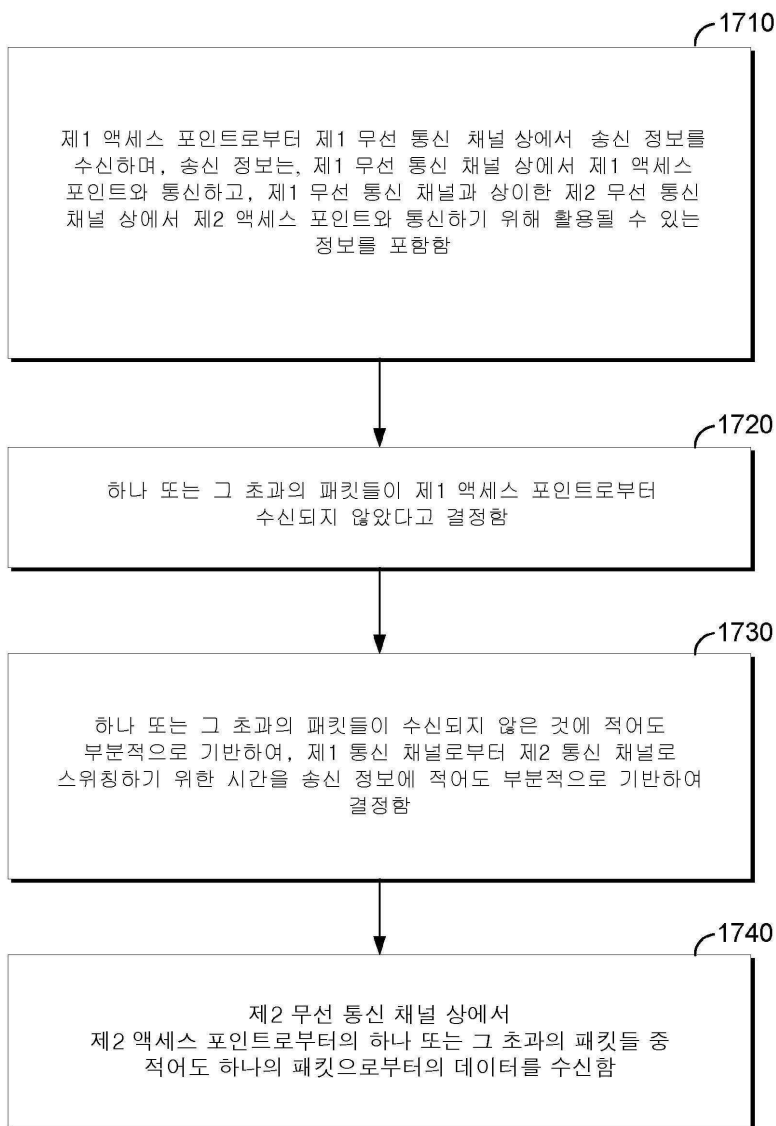 1710
제1 액세스 포인트로부터 제1 무선 통신 채널 상에서 송신 정보를
수신하며, 송신 정보는, 제1 무선 통신 채널 상에서 제1 액세스
포인트와 통신하고, 제1 무선 통신 채널과 상이한 제2 무선 통신
채널 상에서 제2 액세스 포인트와 통신하기 위해 활용될 수 있는
정보를 포함함
1720
하나 또는 그 초과의 패킷들이 제1 액세스 포인트로부터
수신되지 않았다고 결정함
1730
하나 또는 그 초과의 패킷들이 수신되지 않은 것에 적어도
부분적으로 기반하여, 제1 통신 채널로부터 제2 통신 채널로
스위칭하기 위한 시간을 송신 정보에 적어도 부분적으로 기반하여
결정함
1740
제2 무선 통신 채널 상에서
제2 액세스 포인트로부터의 하나 또는 그 초과의 패킷들 중
적어도 하나의 패킷으로부터의 데이터를 수신함